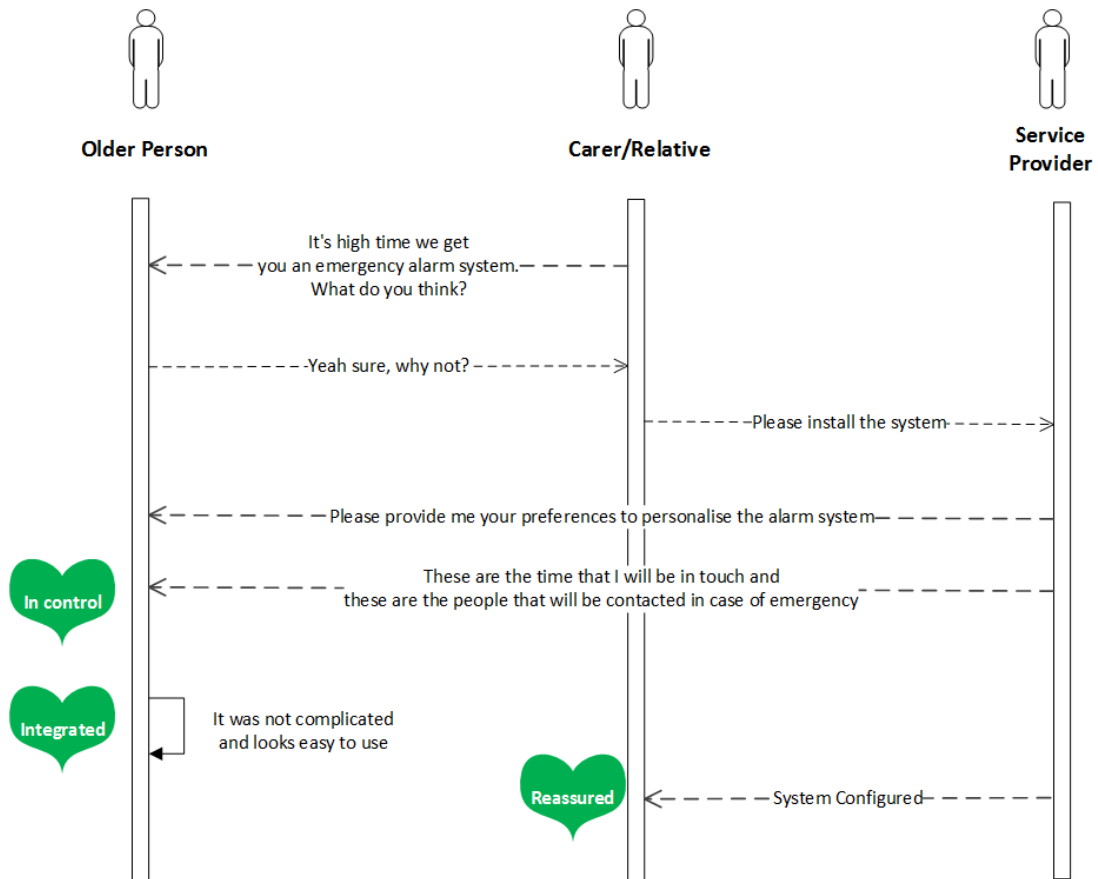 Older Person
Carer/Relative
Service
Provider
It's high time we get
you an emergency alarm system.
What do you think?
Yeah sure, why not?
Please install the system
Please provide me your preferences to personalise the alarm system
These are the time that I will be in touch and
these are the people that will be contacted in case of emergency
In control
Integrated
It was not complicated
and looks easy to use
Reassured
System Configured